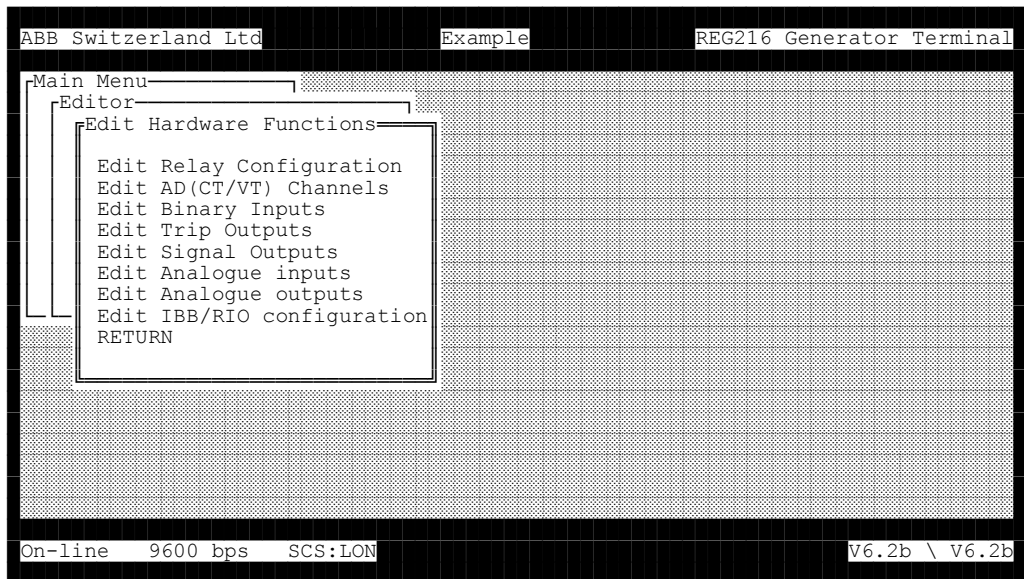 ABB Switzerland Ltd Example REG216 Generator Terminal
Main Menu
Editor
Edit Hardware Functions
Edit Relay Configuration
Edit AD(CT/VT) Channels
Edit Binary Inputs
Edit Trip Outputs
Edit Signal Outputs
Edit Analogue inputs
Edit Analogue outputs
Edit IBB/RIO configuration
RETURN
On-line 9600 bps SCS:LON V6.2b \ V6.2b